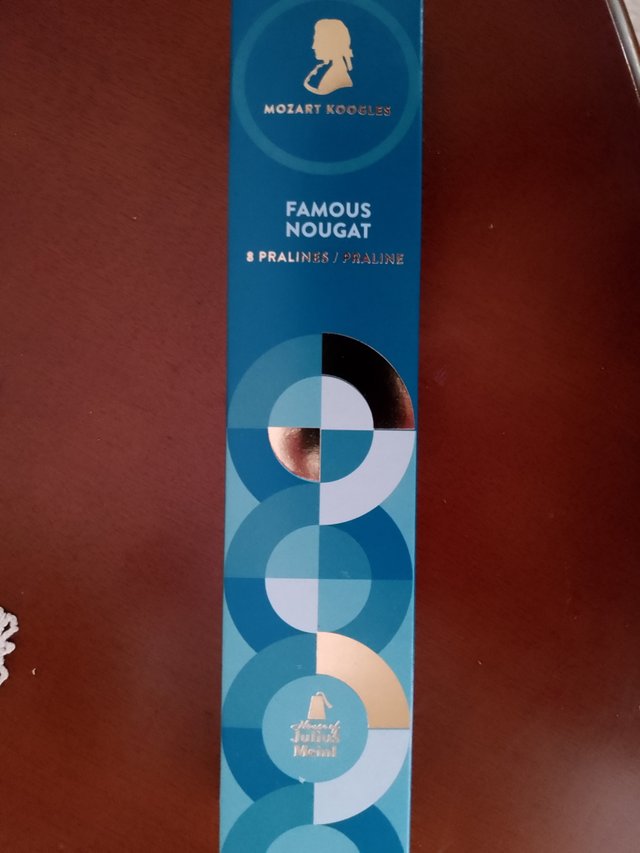 MOZART KOOGLES
FAMOUS
NOUGAT
8 PRALINES / PRALINE
House of
Julius
Meinl